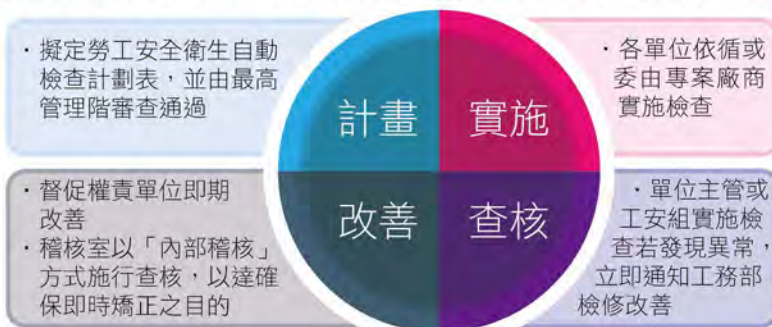 ・擬定勞工安全衛生自動
檢查計劃表，並由最高
管理階審查通過
計畫
實施
・各單位依循或
委由專案廠商
實施檢查
・督促權責單位即期
改善
・稽核室以「內部稽核」
方式施行查核，以達確
保即時矯正之目的
改善
查核
・單位主管或
工安組實施檢
查若發現異常，
立即通知工務部
檢修改善